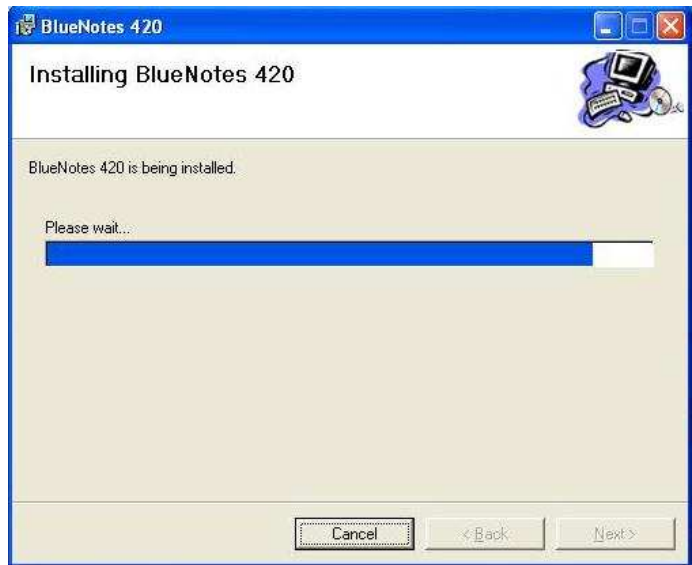 BlueNotes 420
Installing BlueNotes 420
BlueNotes 420 is being installed.
Please wait...
Cancel
< Back
Next >